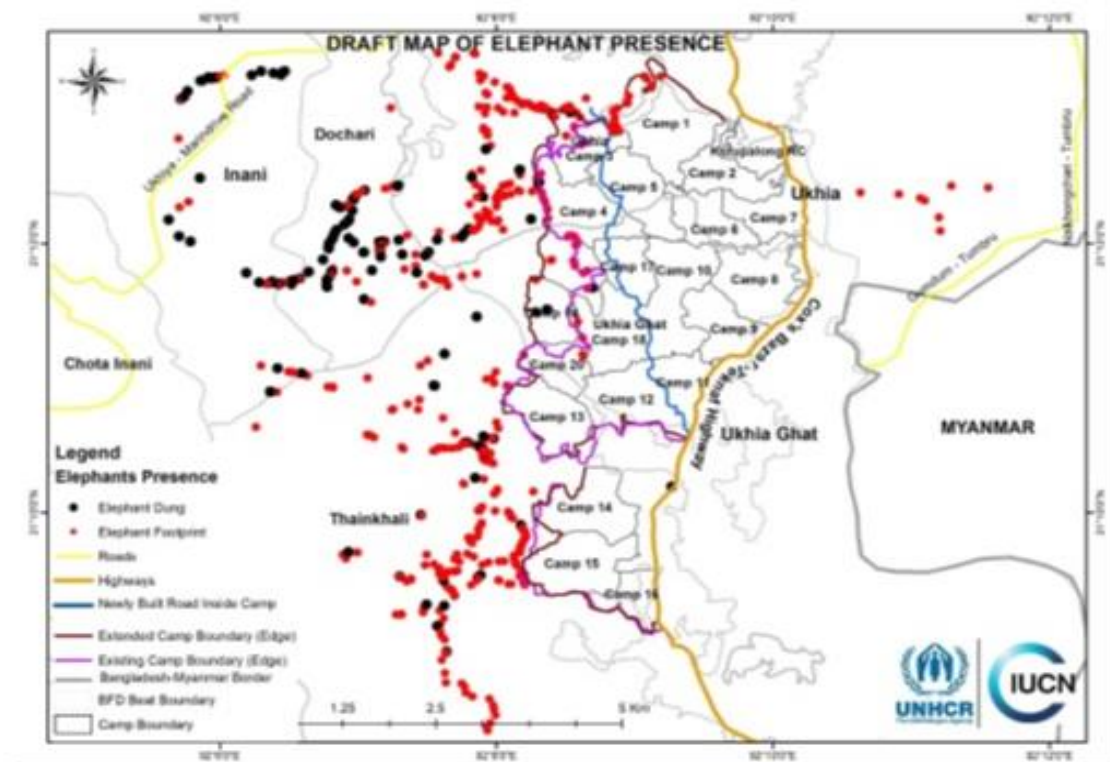 DRAFT MAP OF ELEPHANT PRESENCE
Dochari
Inani
Ukhiya - Marindrue Road
Chota Inani
Thainkhali
Camp 1
Kutupalong RC
Camp 2
Camp 3
Camp 5
Camp 4
Camp 7
Camp 6
Camp 17
Camp 10
Camp 8
Ukhia Ghat
Camp 18
Camp 9
Camp 20
Camp 11
Camp 12
Camp 13
Camp 14
Camp 15
Camp 16
Ukhia
Ukhia Ghat
Cox's Bazar-Teknaf Highway
MYANMAR
Legend
Elephants Presence
Elephant Dung
Elephant Footprint
Roads
Highways
Newly Built Road Inside Camp
Extended Camp Boundary (Edge)
Existing Camp Boundary (Edge)
Bangladesh-Myanmar Border
BFD Beat Boundary
Camp Boundary
1.25 2.5 5 Km
UNHCR
IUCN